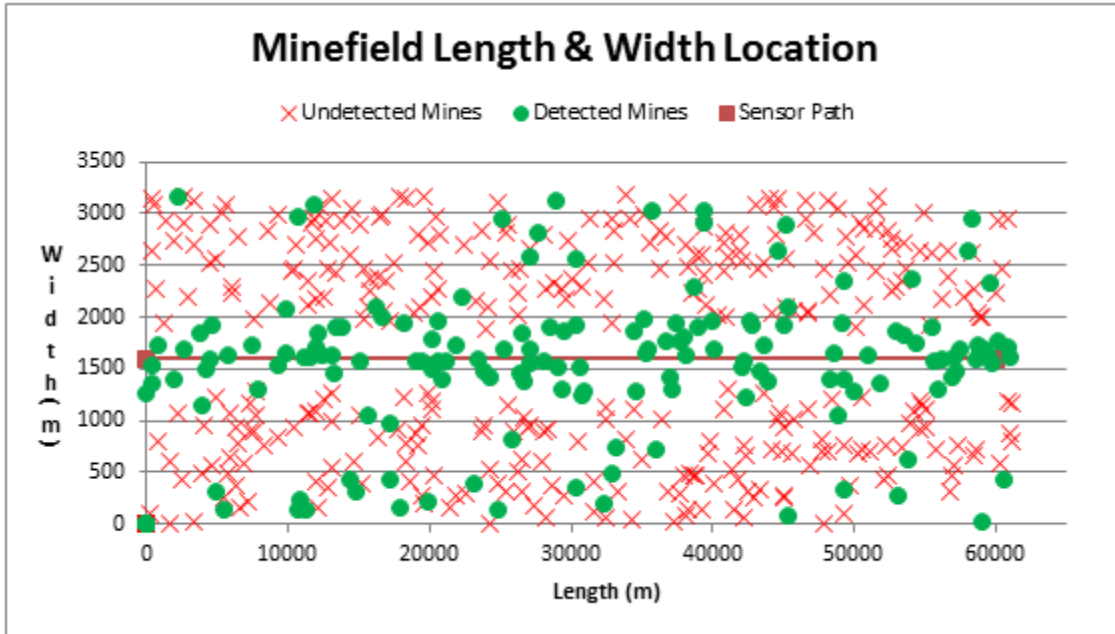 Minefield Length & Width Location
Undetected Mines Detected Mines Sensor Path
3500
3000
2500
2000
1500
1000
500
0
Width(m)
0 10000 20000 30000 40000 50000 60000
Length (m)